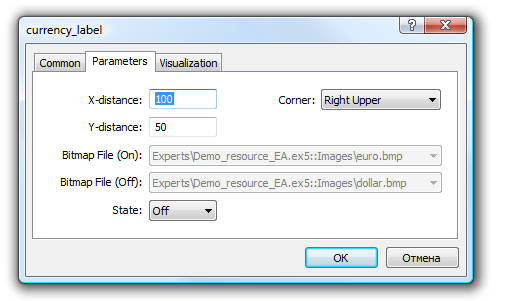 currency_label
Common Parameters Visualization
X-distance: 100 Corner: Right Upper
Y-distance: 50
Bitmap File (On): Experts\Demo_resource_EA.ex5::Images\euro.bmp
Bitmap File (Off): Experts\Demo_resource_EA.ex5::Images\dollar.bmp
State: Off
OK Отмена